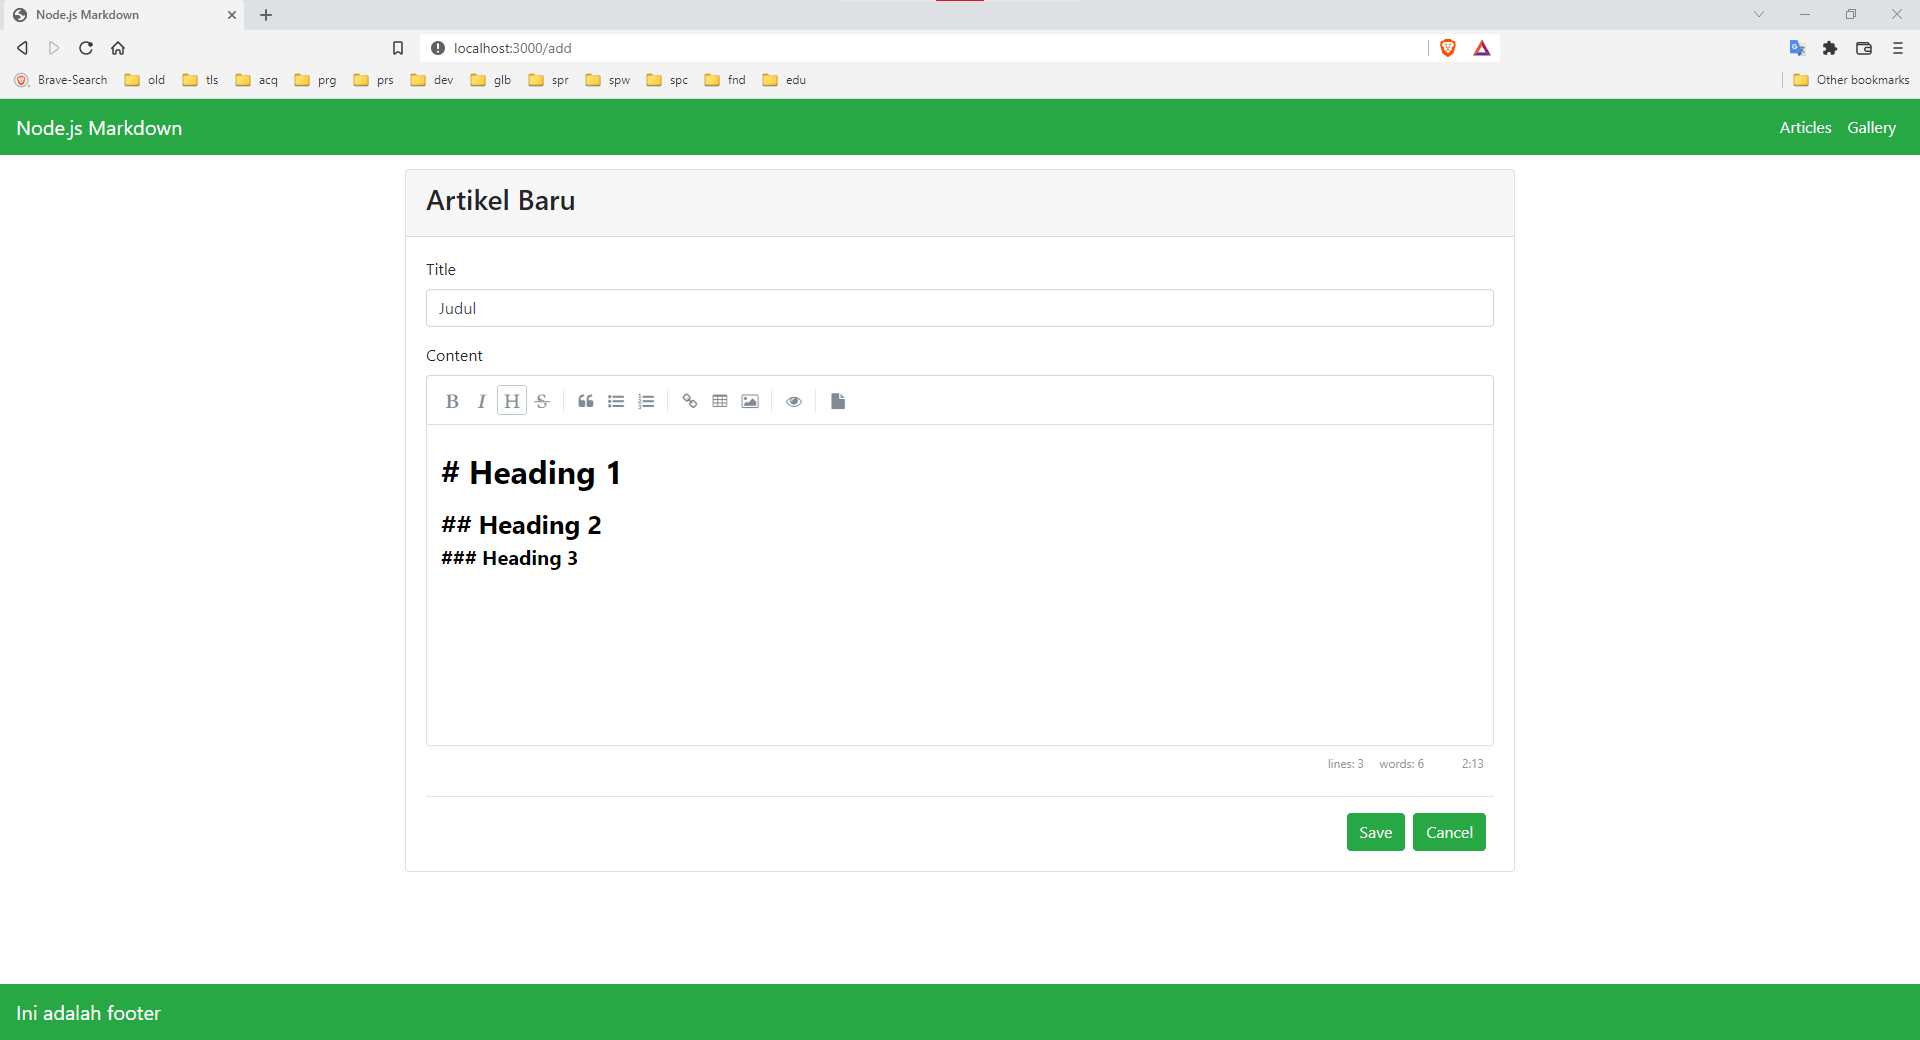 Node.js Markdown
localhost:3000/add
Brave-Search old tls acq prg prs dev glb spr spw spc fnd edu Other bookmarks
Node.js Markdown Articles Gallery
Artikel Baru
Title
Judul
Content
B I H S
# Heading 1
## Heading 2
### Heading 3
lines: 3 words: 6 2:13
Save Cancel
Ini adalah footer